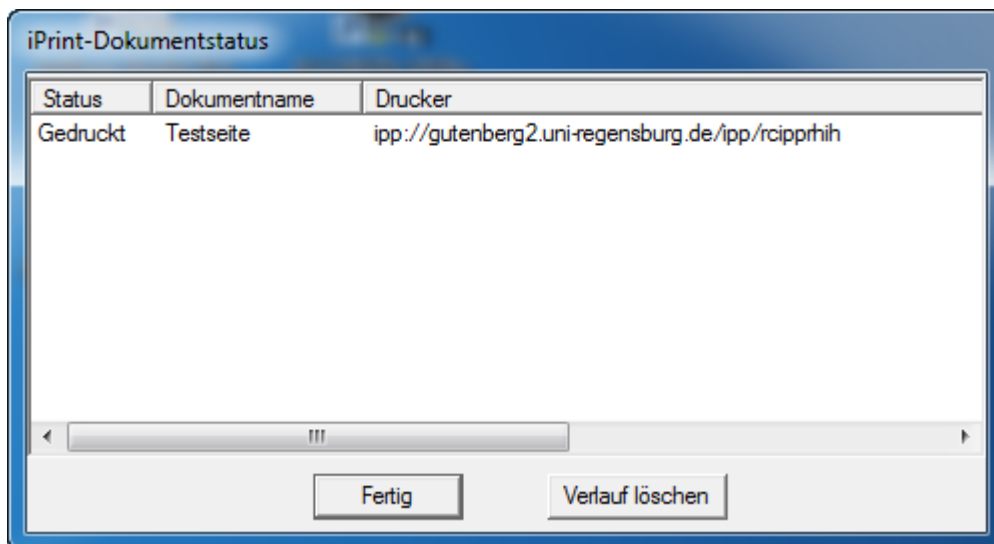 iPrint-Dokumentstatus
Status Dokumentname Drucker
Gedruckt Testseite ipp://gutenberg2.uni-regensburg.de/ipp/rcipprhih
Fertig Verlauf löschen